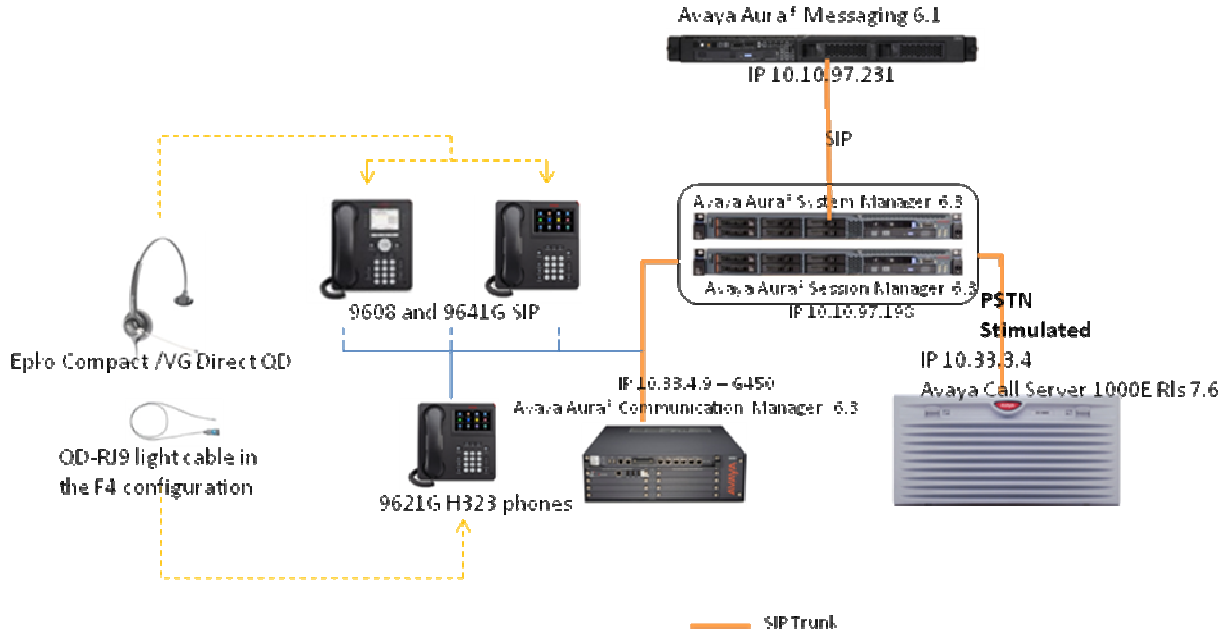 Avaya Aura® Messaging 6.1
IP 10.10.97.231
SIP
Avaya Aura® System Manager 6.3
Avaya Aura® Session Manager 6.3
IP 10.10.97.198
PSTN
Stimulated
IP 10.33.3.4
Avaya Call Server 1000E Rls 7.6
9608 and 9641G SIP
Epko Compact /VG Direct QD
IP 10.33.4.9 – G450
Avaya Aura® Communication Manager 6.3
QD-RJ9 light cable in
the F4 configuration
9621G H323 phones
AVAYA
SIP Trunk